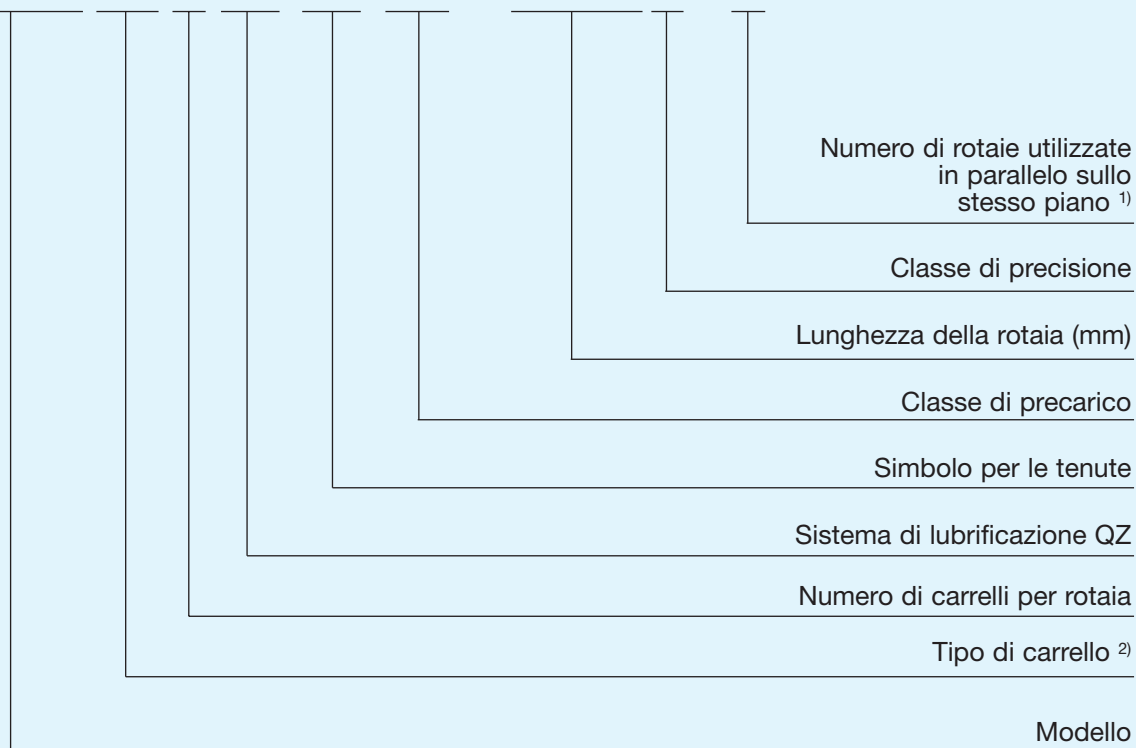 Numero di rotaie utilizzate
in parallelo sullo
stesso piano 1)
Classe di precisione
Lunghezza della rotaia (mm)
Classe di precarico
Simbolo per le tenute
Sistema di lubrificazione QZ
Numero di carrelli per rotaia
Tipo di carrello 2)
Modello